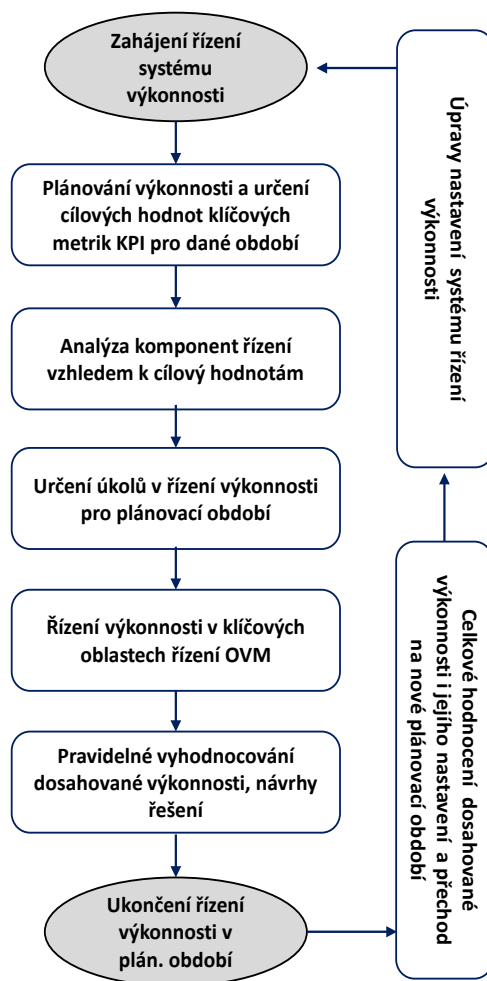 Zahájení řízení
systému
výkonnosti
Plánování výkonnosti a určení
cílových hodnot klíčových
metrik KPI pro dané období
Analýza komponent řízení
vzhledem k cílový hodnotám
Určení úkolů v řízení výkonnosti
pro plánovací období
Řízení výkonnosti v klíčových
oblastech řízení OVM
Pravidelné vyhodnocování
dosahované výkonnosti, návrhy
řešení
Ukončení řízení
výkonnosti v
plán. období
Celkové hodnocení dosahované
výkonnosti i jejího nastavení a přechod
na nové plánovací období
Úpravy nastavení systému řízení
výkonnosti